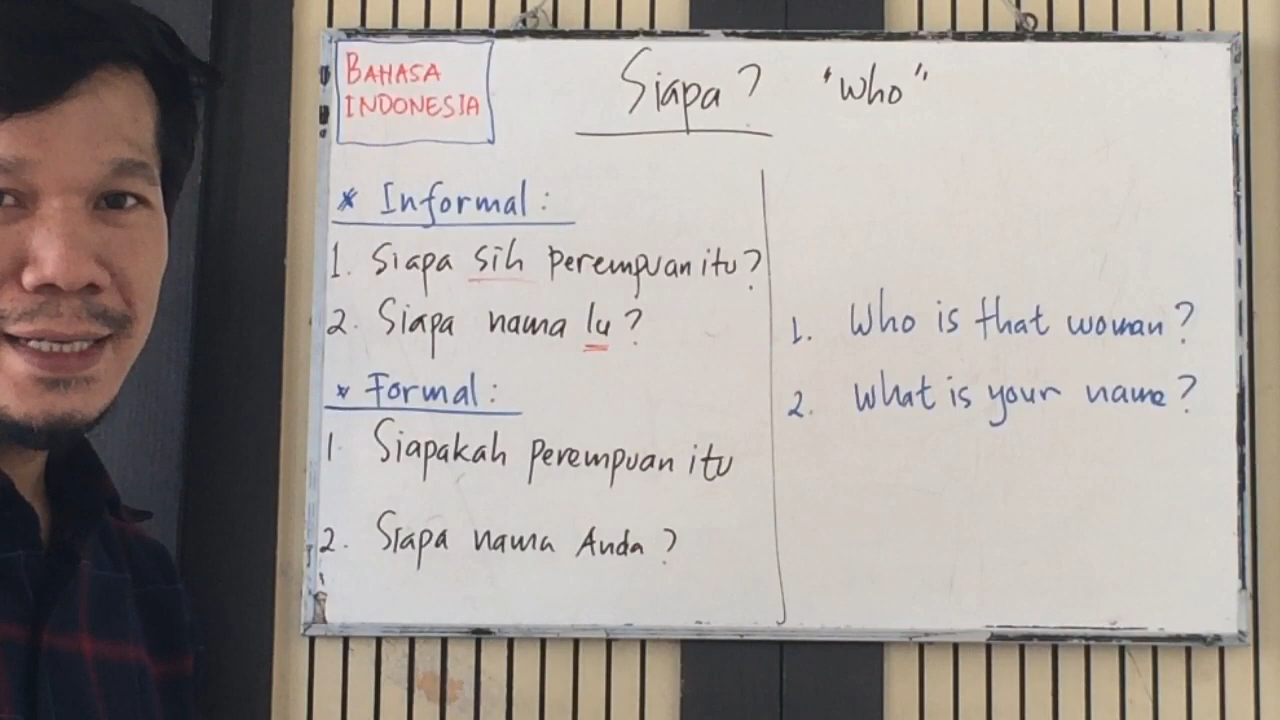 BAHASA
INDONESIA
Siapa? "Who"
* Informal:
1. Siapa sih perempuan itu?
2. Siapa nama lu?
* Formal:
1. Siapakah perempuan itu
2. Siapa nama Anda?
1. Who is that woman?
2. What is your name?